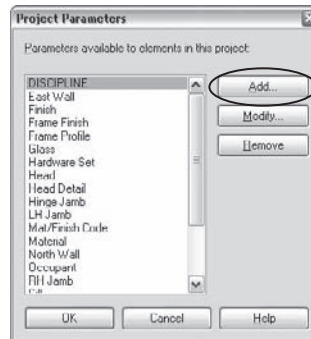 Project Parameters
Parameters available to elements in this project:
DISCIPLINE
East Wall
Finish
Frame Finish
Frame Profile
Glass
Hardware Set
Head
Head Detail
Hinge Jamb
LH Jamb
Mat/Finish Code
Material
North Wall
Occupant
RH Jamb
Add...
Modify...
Remove
OK
Cancel
Help